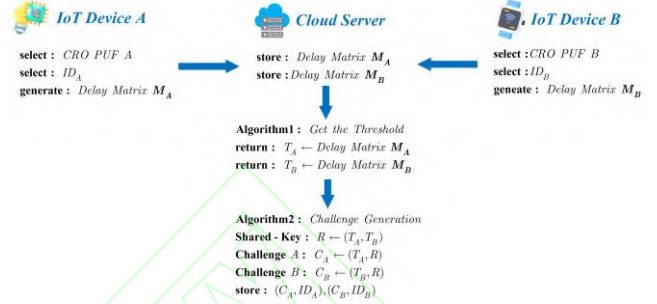 IoT Device A
select : CRO PUF A
select : ID_A
generate : Delay Matrix M_A
Cloud Server
store : Delay Matrix M_A
store : Delay Matrix M_B
IoT Device B
select :CRO PUF B
select :ID_B
geneate : Delay Matrix M_B
Algorithm1 : Get the Threshold
return : T_A ← Delay Matrix M_A
return : T_B ← Delay Matrix M_B
Algorithm2 : Challenge Generation
Shared - Key : R ← (T_A,T_B)
Challenge A : C_A ← (T_A,R)
Challenge B : C_B ← (T_B,R)
store : (C_A,ID_A),(C_B,ID_B)